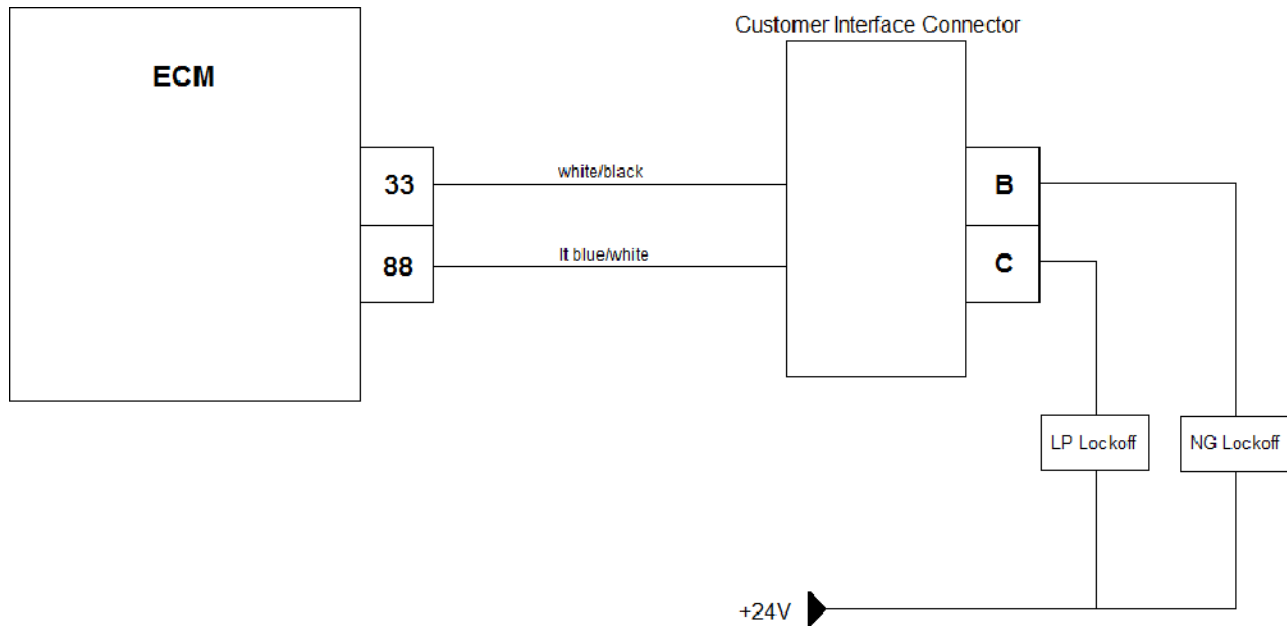 Customer Interface Connector
ECM
33
white/black
B
88
lt blue/white
C
LP Lockoff
NG Lockoff
+24V